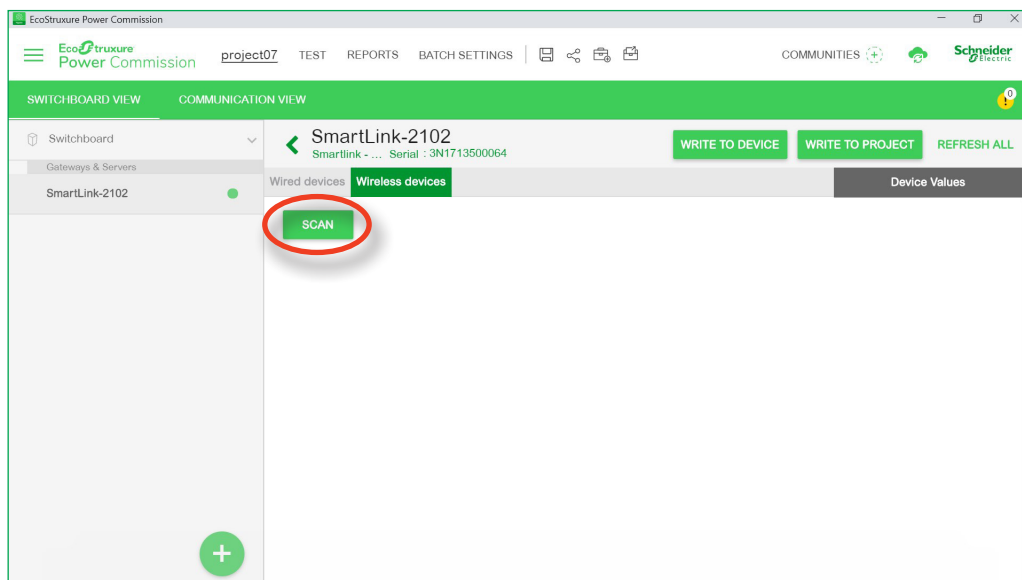 EcoStruxure Power Commission
EcoStruxure
Power Commission
project07 TEST REPORTS BATCH SETTINGS COMMUNITIES Schneider
Electric
SWITCHBOARD VIEW COMMUNICATION VIEW 0
Switchboard
Gateways & Servers
SmartLink-2102
SmartLink-2102
Smartlink - ... Serial : 3N1713500064
WRITE TO DEVICE WRITE TO PROJECT REFRESH ALL
Wired devices Wireless devices Device Values
SCAN